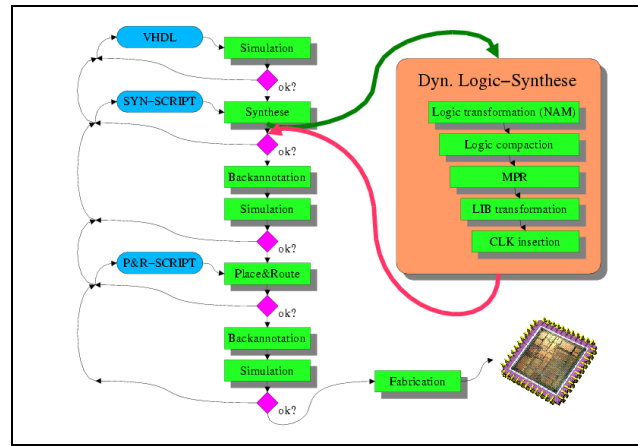 VHDL
Simulation
ok?
SYN-SCRIPT
Synthese
ok?
Backannotation
Simulation
ok?
P&R-SCRIPT
Place&Route
ok?
Backannotation
Simulation
ok?
Fabrication
Dyn. Logic-Synthese
Logic transformation (NAM)
Logic compaction
MPR
LIB transformation
CLK insertion